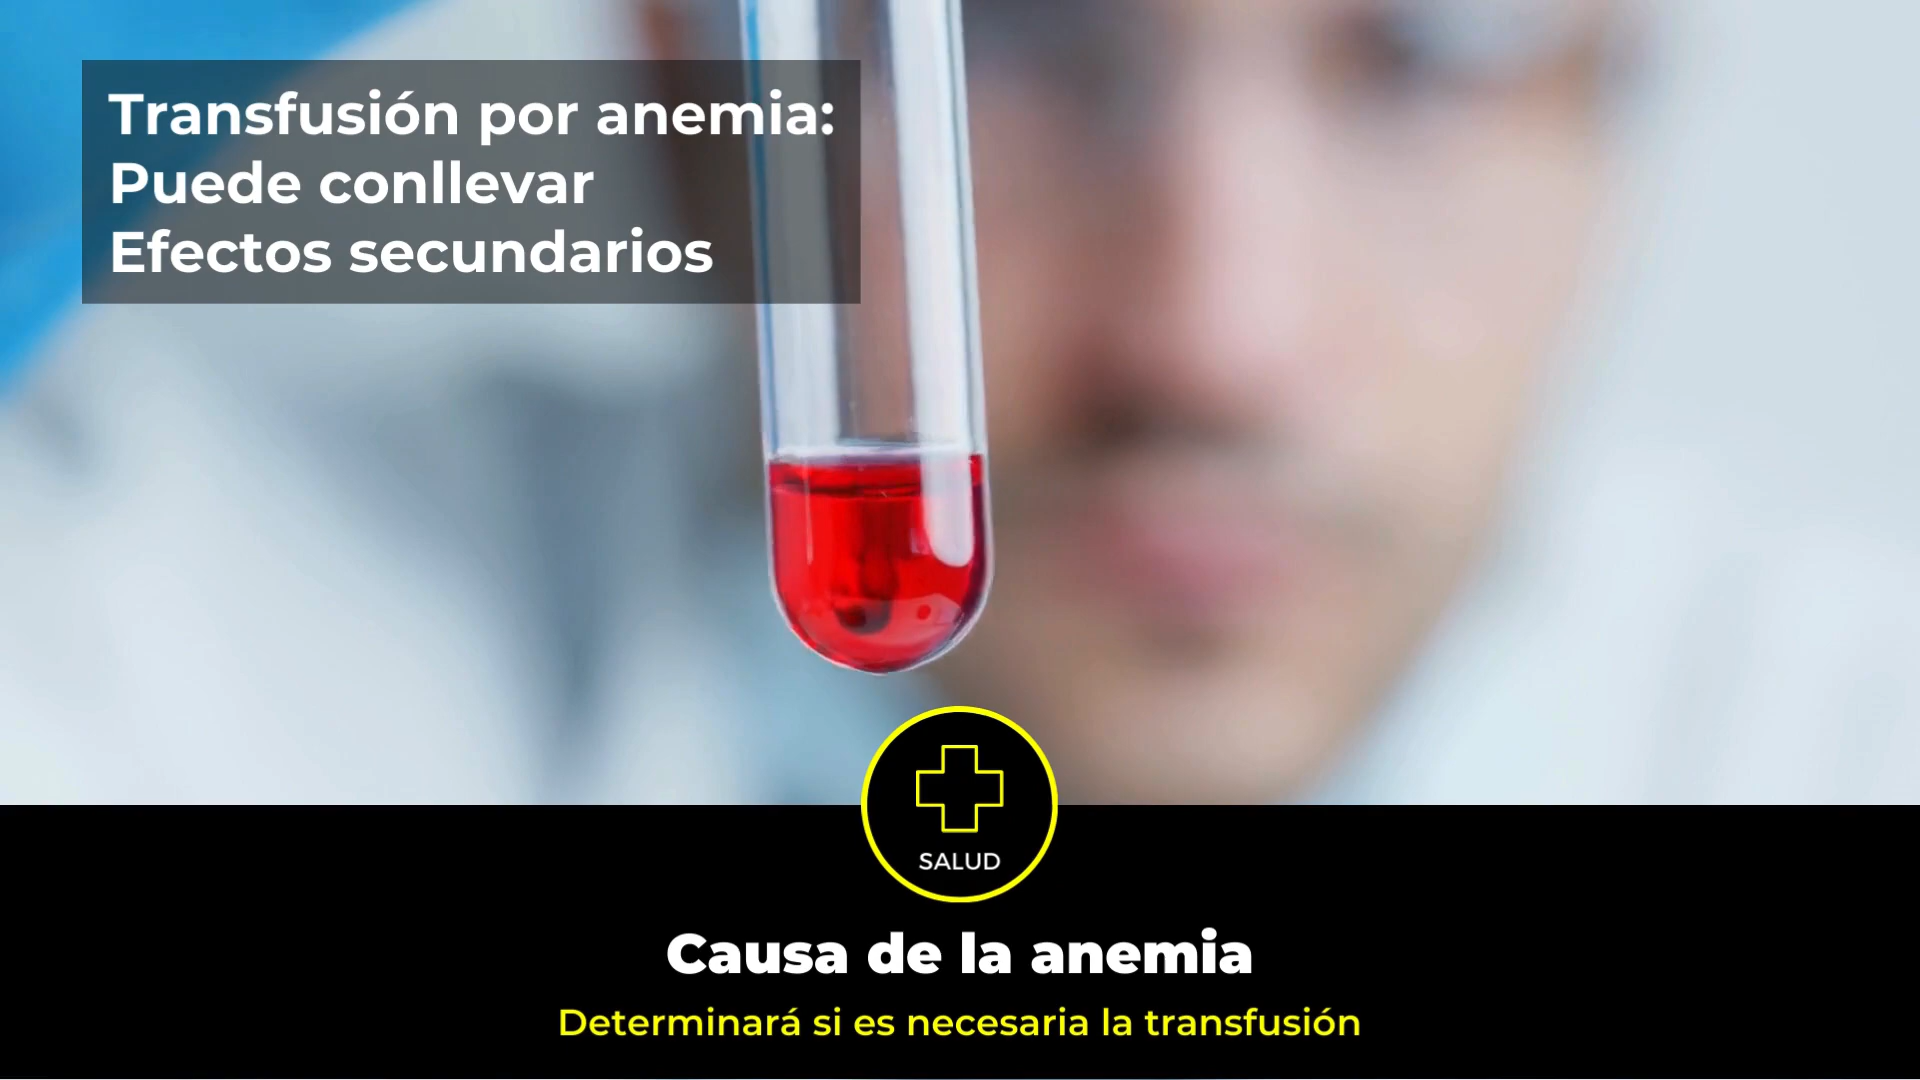 Transfusión por anemia:
Puede conllevar
Efectos secundarios
SALUD
Causa de la anemia
Determinará si es necesaria la transfusión